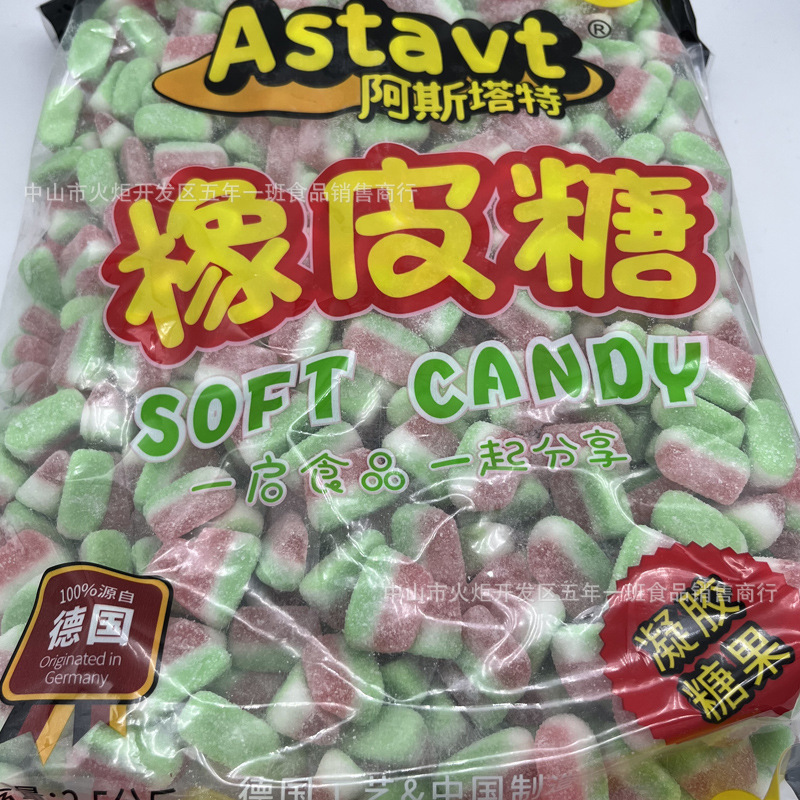 Astavt®
阿斯塔特
中山市火炬开发区五年一班食品销售商行
橡皮糖
SOFT CANDY
一启食品 一起分享
中山市火炬开发区五年一班食品销售商行
100%源自
德国
Originated in
Germany
凝胶
糖果
德国工艺&中国制